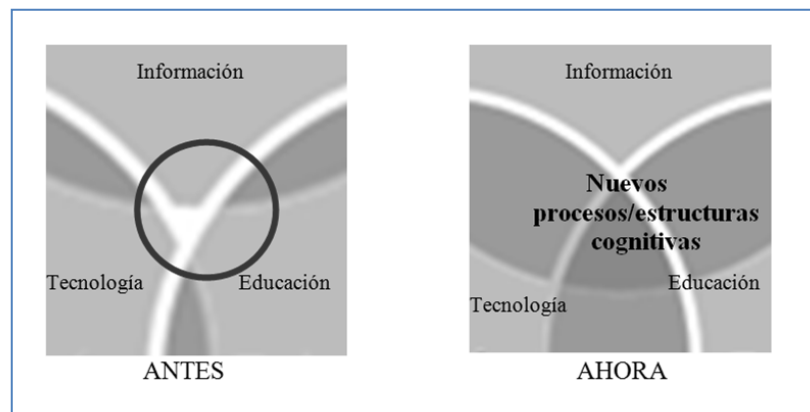 Información
Tecnología
Educación
ANTES
Información
Nuevos
procesos/estructuras
cognitivas
Educación
Tecnología
AHORA